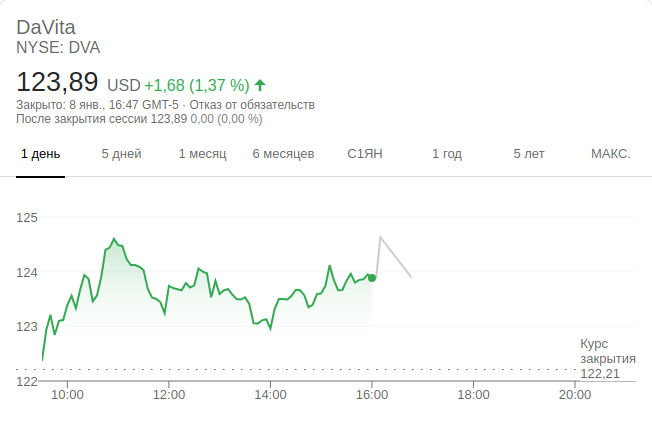 DaVita
NYSE: DVA
123,89 USD +1,68 (1,37 %)
Закрыто: 8 янв., 16:47 GMT-5 · Отказ от обязательств
После закрытия сессии 123,89 0,00 (0,00 %)
1 день 5 дней 1 месяц 6 месяцев С1ЯН 1 год 5 лет МАКС.
125
124
123
Курс
закрытия
122,21
122
10:00 12:00 14:00 16:00 18:00 20:00